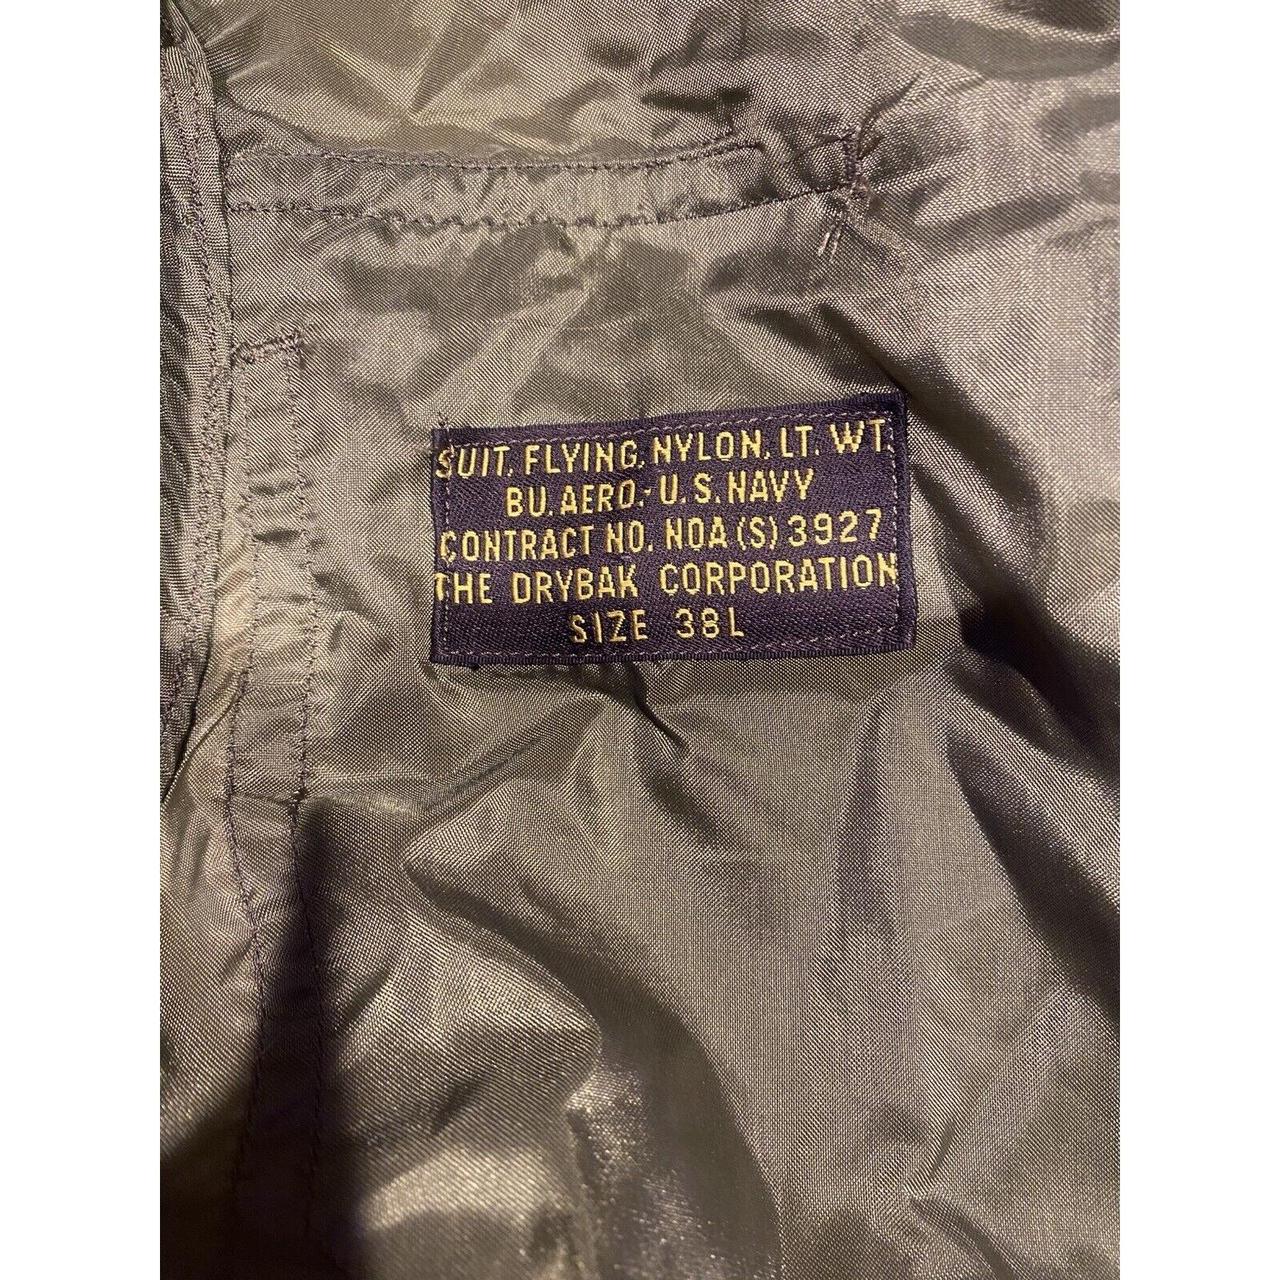 SUIT, FLYING, NYLON, LT. WT.
BU. AERO.- U.S. NAVY
CONTRACT NO. NOA (S) 3927
THE DRYBAK CORPORATION
SIZE 38L